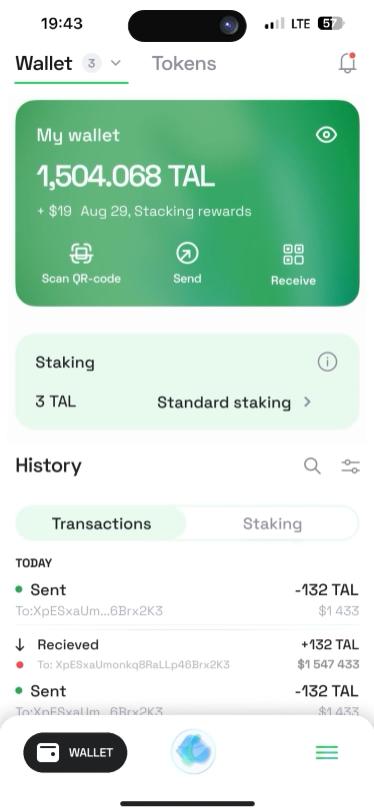 19:43 LTE 57
Wallet 3 Tokens
My wallet
1,504.068 TAL
+ $19 Aug 29, Stacking rewards
Scan QR-code Send Receive
Staking
3 TAL Standard staking
History
Transactions Staking
TODAY
Sent -132 TAL
To:XpESxaUm...6Brx2K3 $1 433
Recieved +132 TAL
To: XpESxaUmonkq8RaLLp46Brx2K3 $1 547 433
Sent -132 TAL
To:XpESxaUm...6Brx2K3 $1 433
WALLET